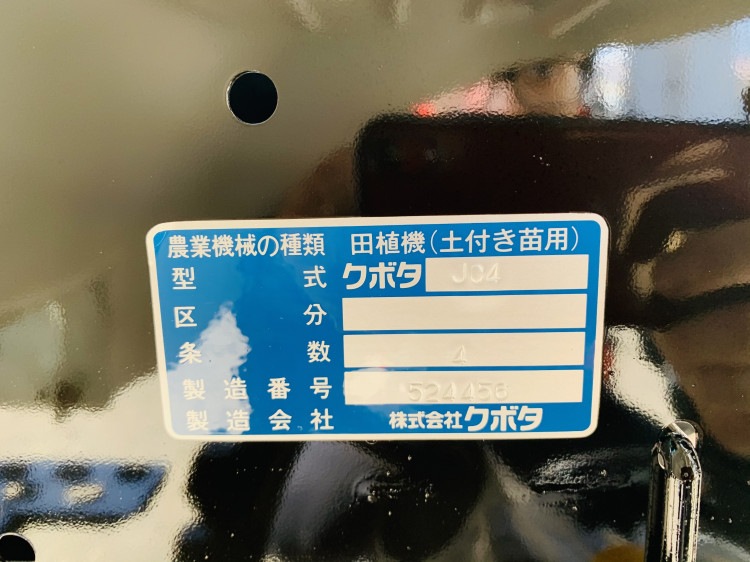 農業機械の種類 田植機(土付き苗用)
型式 クボタ JC4
区分
条数 4
製造番号 524456
製造会社 株式会社クボタ